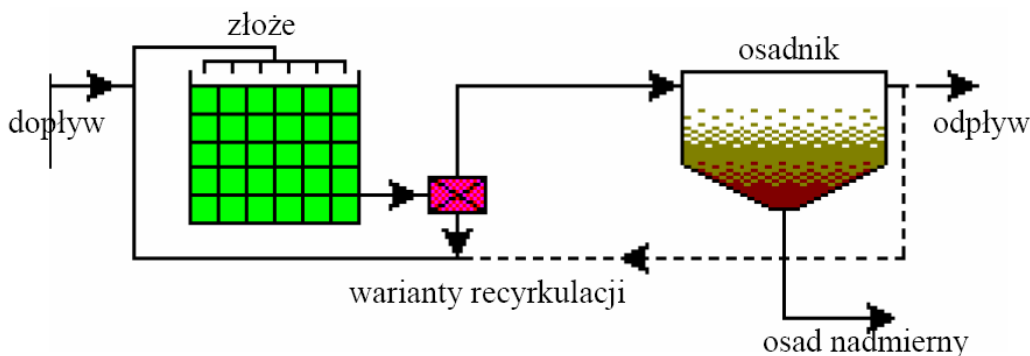 złoże
osadnik
dopływ
odpływ
warianty recyrkulacji
osad nadmierny